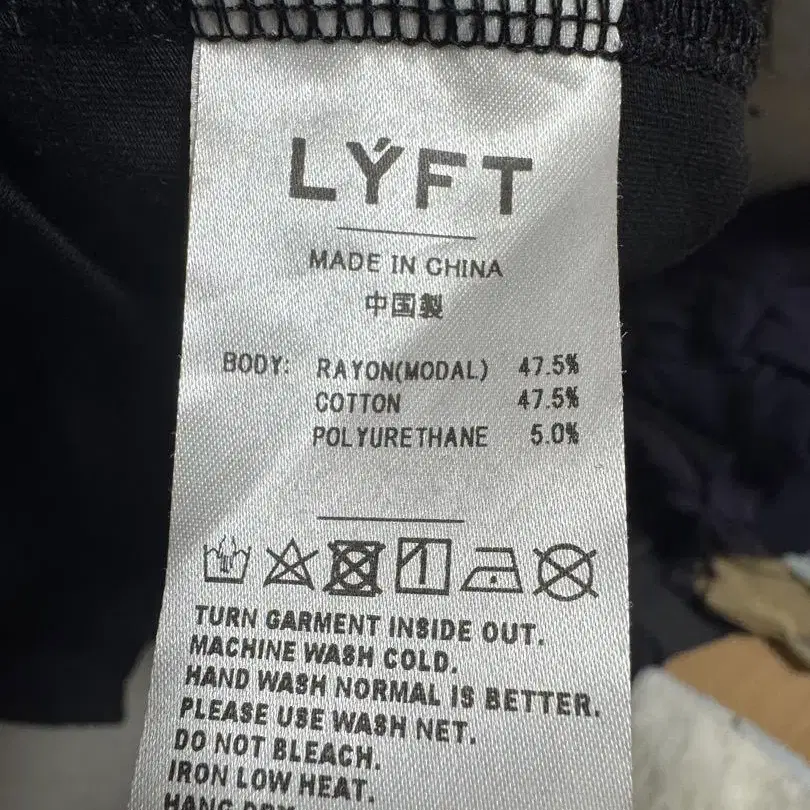 LÝFT
MADE IN CHINA
中国製
BODY: RAYON(MODAL) 47.5%
COTTON 47.5%
POLYURETHANE 5.0%
TURN GARMENT INSIDE OUT.
MACHINE WASH COLD.
HAND WASH NORMAL IS BETTER.
PLEASE USE WASH NET.
DO NOT BLEACH.
IRON LOW HEAT.
HANG DRY